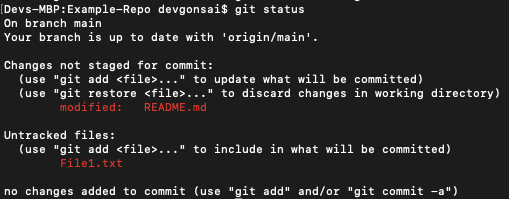 [Devs-MBP:Example-Repo devgonsai$ git status
On branch main
Your branch is up to date with 'origin/main'.
Changes not staged for commit:
(use "git add <file>..." to update what will be committed)
(use "git restore <file>..." to discard changes in working directory)
modified:   README.md
Untracked files:
(use "git add <file>..." to include in what will be committed)
File1.txt
no changes added to commit (use "git add" and/or "git commit -a")